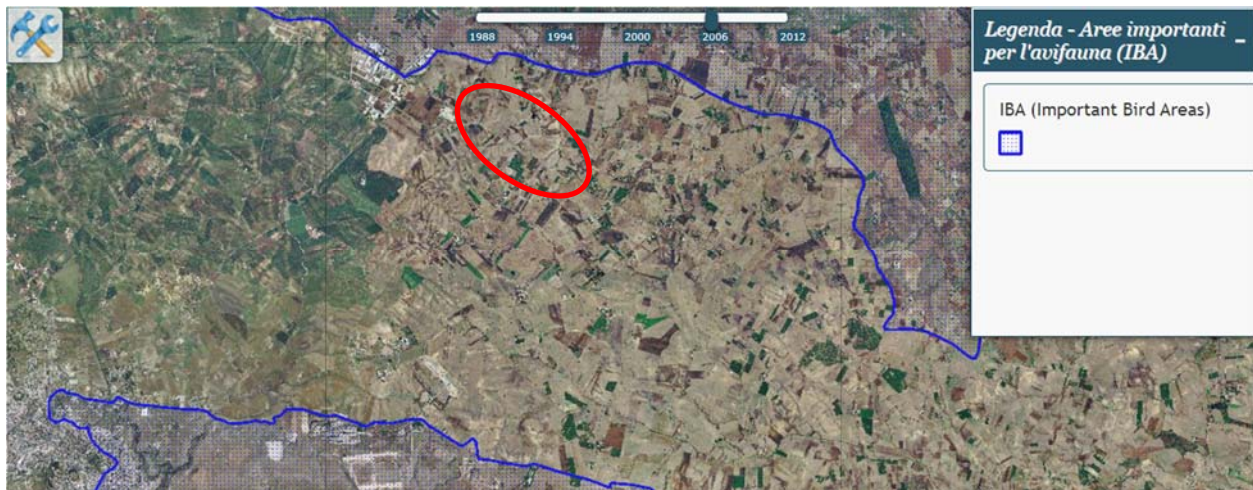 1988 1994 2000 2006 2012
Legenda - Aree importanti
per l'avifauna (IBA)
IBA (Important Bird Areas)